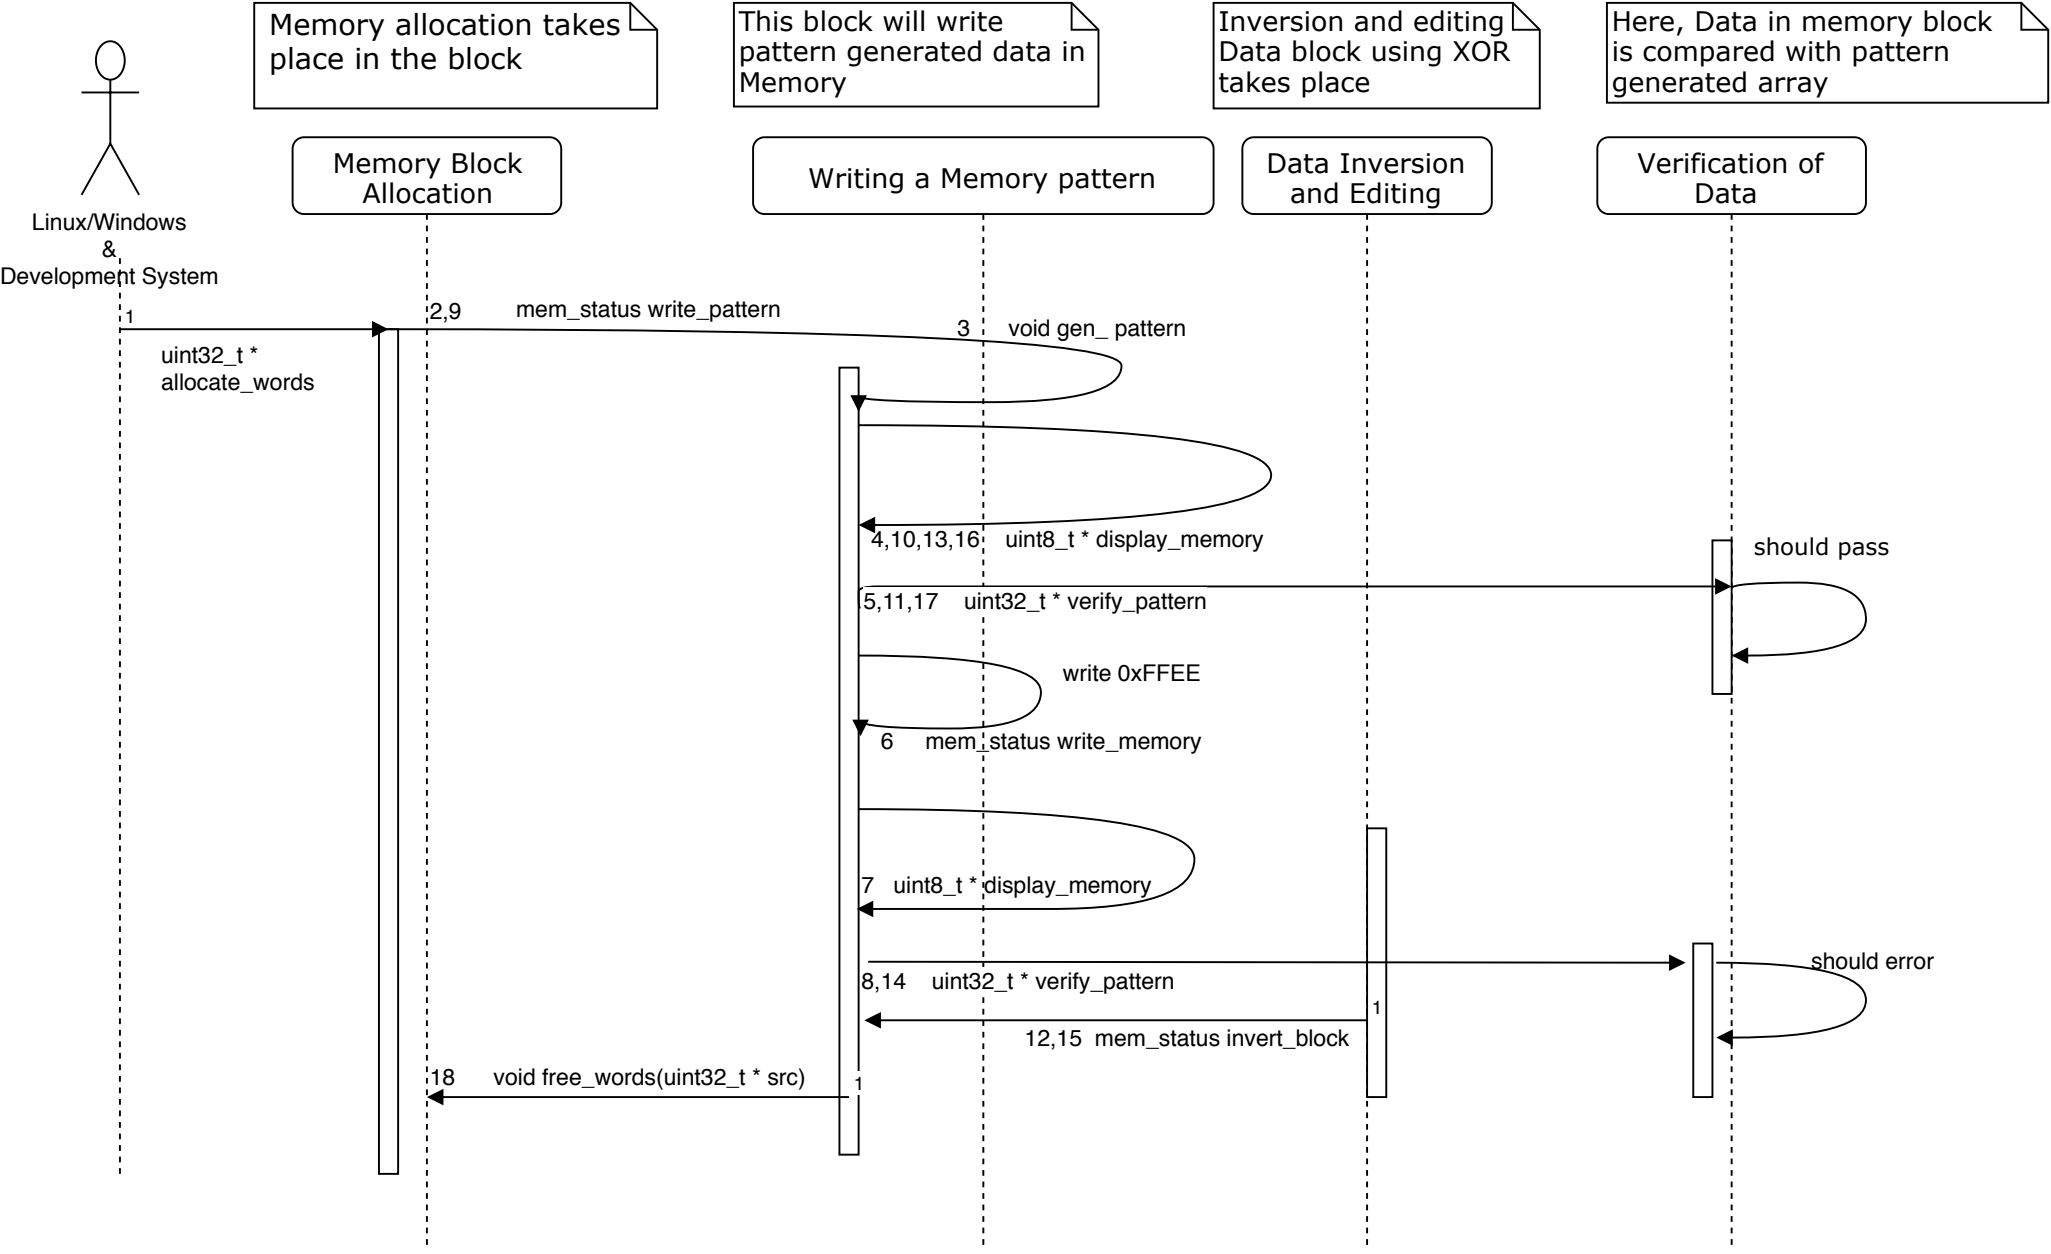 Memory allocation takes
place in the block
This block will write
pattern generated data in
Memory
Inversion and editing
Data block using XOR
takes place
Here, Data in memory block
is compared with pattern
generated array
Linux/Windows
&
Development System
Memory Block
Allocation
Writing a Memory pattern
Data Inversion
and Editing
Verification of
Data
1
uint32_t *
allocate_words
2,9 mem_status write_pattern
3 void gen_ pattern
4,10,13,16 uint8_t * display_memory
should pass
5,11,17 uint32_t * verify_pattern
write 0xFFEE
6 mem_status write_memory
7 uint8_t * display_memory
should error
8,14 uint32_t * verify_pattern
1
12,15 mem_status invert_block
18 void free_words(uint32_t * src)
1